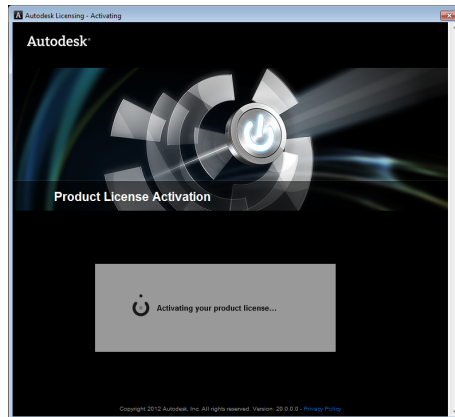 Autodesk Licensing - Activating
Autodesk®
Product License Activation
Activating your product license...
Copyright 2012 Autodesk, Inc. All rights reserved. Version: 20.0.0.0 - Privacy Policy